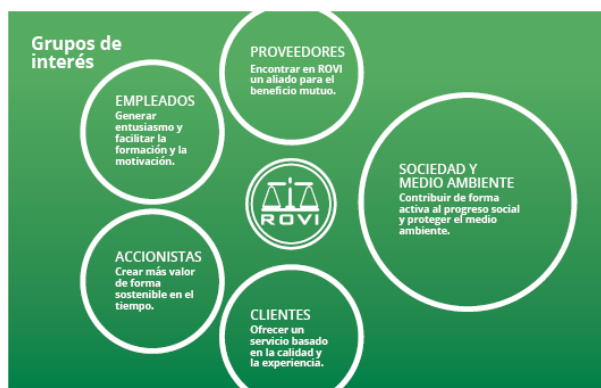 Grupos de
interés
PROVEEDORES
Encontrar en ROVI
un aliado para el
beneficio mutuo.
EMPLEADOS
Generar
entusiasmo y
facilitar la
formación y la
motivación.
SOCIEDAD Y
MEDIO AMBIENTE
Contribuir de forma
activa al progreso social
y proteger el medio
ambiente.
ROVI
ACCIONISTAS
Crear más valor
de forma
sostenible en el
tiempo.
CLIENTES
Ofrecer un
servicio basado
en la calidad y
la experiencia.